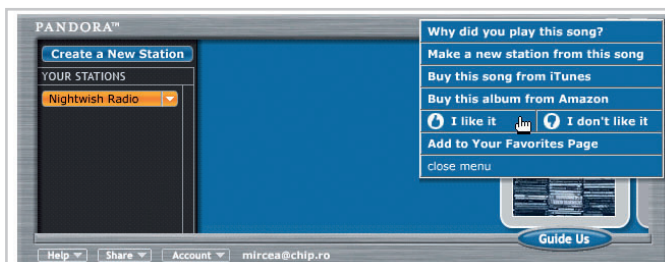 PANDORA™
Create a New Station
YOUR STATIONS
Nightwish Radio
Why did you play this song?
Make a new station from this song
Buy this song from iTunes
Buy this album from Amazon
I like it
I don't like it
Add to Your Favorites Page
close menu
Guide Us
Help Share Account mircea@chip.ro